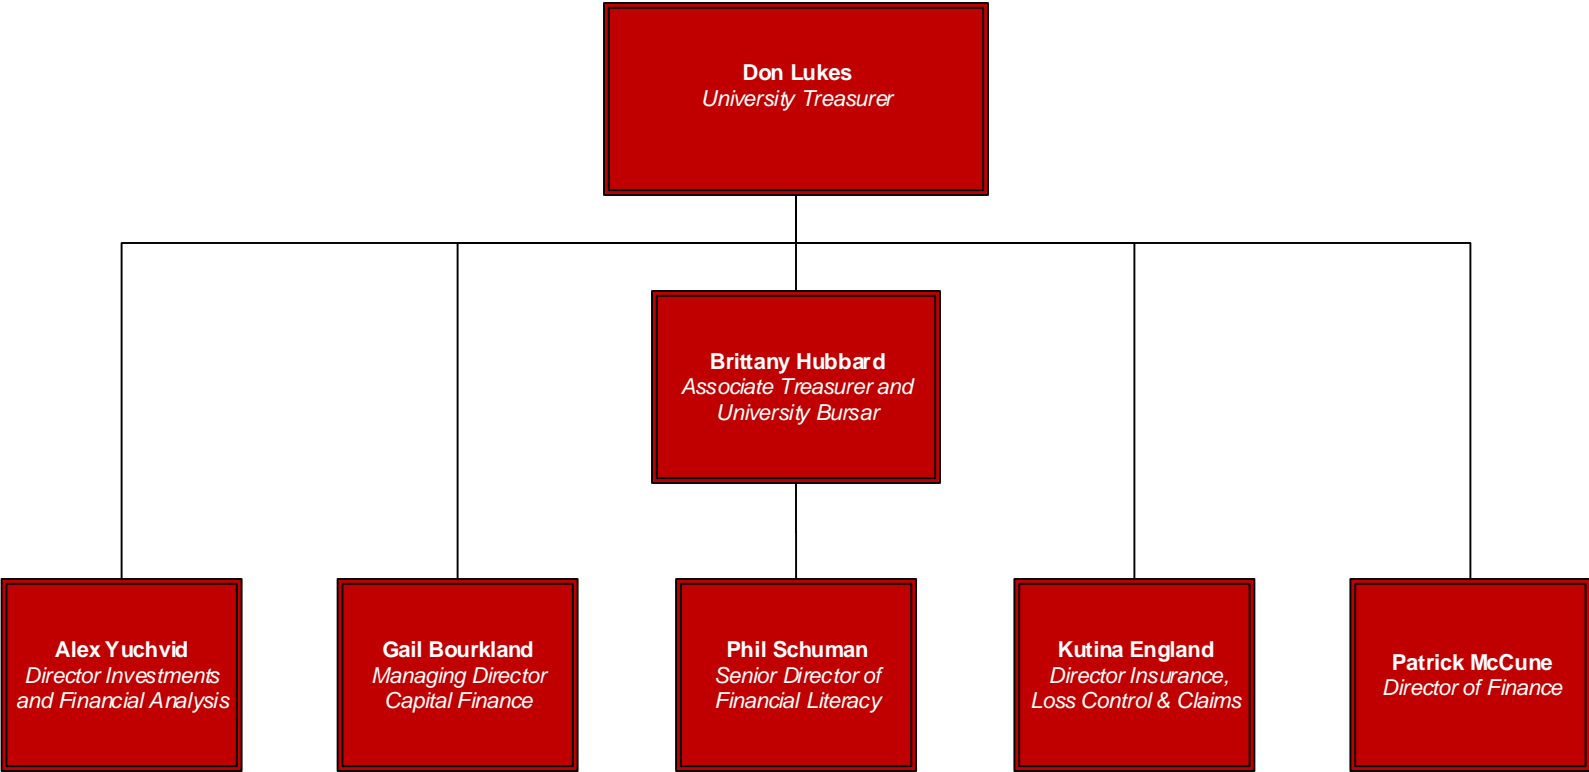 Don Lukes
University Treasurer
Brittany Hubbard
Associate Treasurer and
University Bursar
Alex Yuchvid
Director Investments
and Financial Analysis
Gail Bourkland
Managing Director
Capital Finance
Phil Schuman
Senior Director of
Financial Literacy
Kutina England
Director Insurance,
Loss Control & Claims
Patrick McCune
Director of Finance